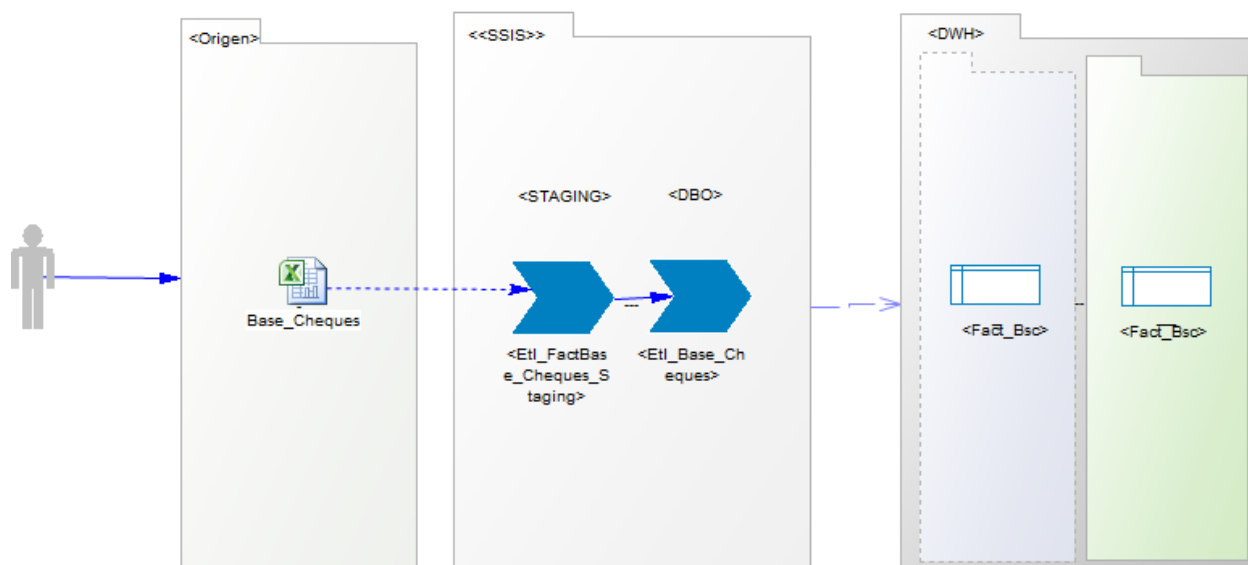 <Origen>
<<SSIS>>
<DWH>
<STAGING>
<DBO>
Base_Cheques
<Etl_FactBas
e_Cheques_S
taging>
<Etl_Base_Ch
eques>
<Fact_Bsc>
<Fact_Bsc>